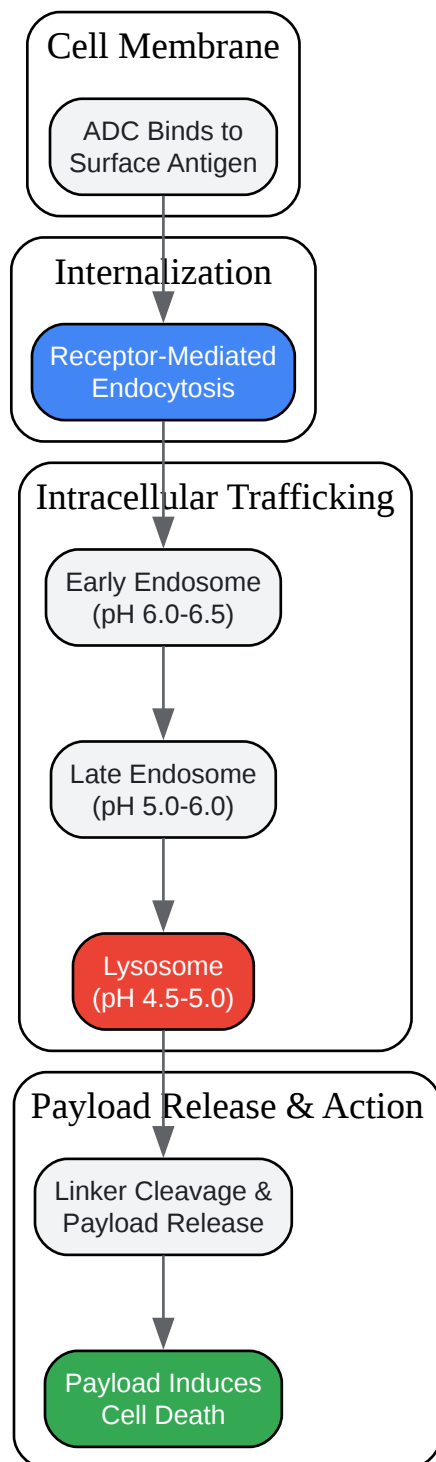 Cell Membrane
ADC Binds to
Surface Antigen
Internalization
Receptor-Mediated
Endocytosis
Intracellular Trafficking
Early Endosome
(pH 6.0-6.5)
Late Endosome
(pH 5.0-6.0)
Lysosome
(pH 4.5-5.0)
Payload Release & Action
Linker Cleavage &
Payload Release
Payload Induces
Cell Death